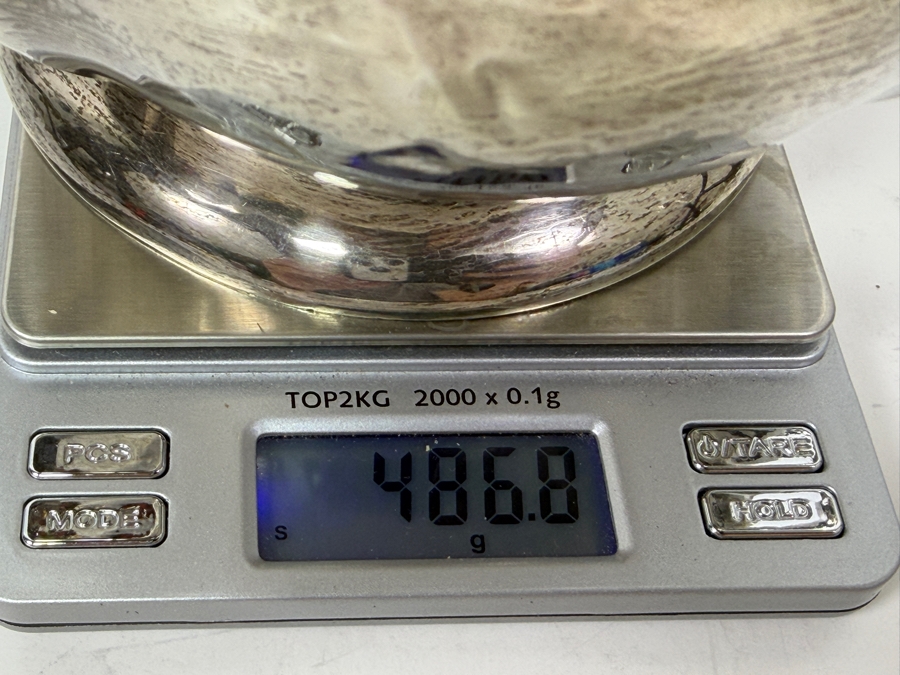 TOP2KG 2000 x 0.1g
PCS
MODE
486.8
s
g
⏻/TARE
HOLD